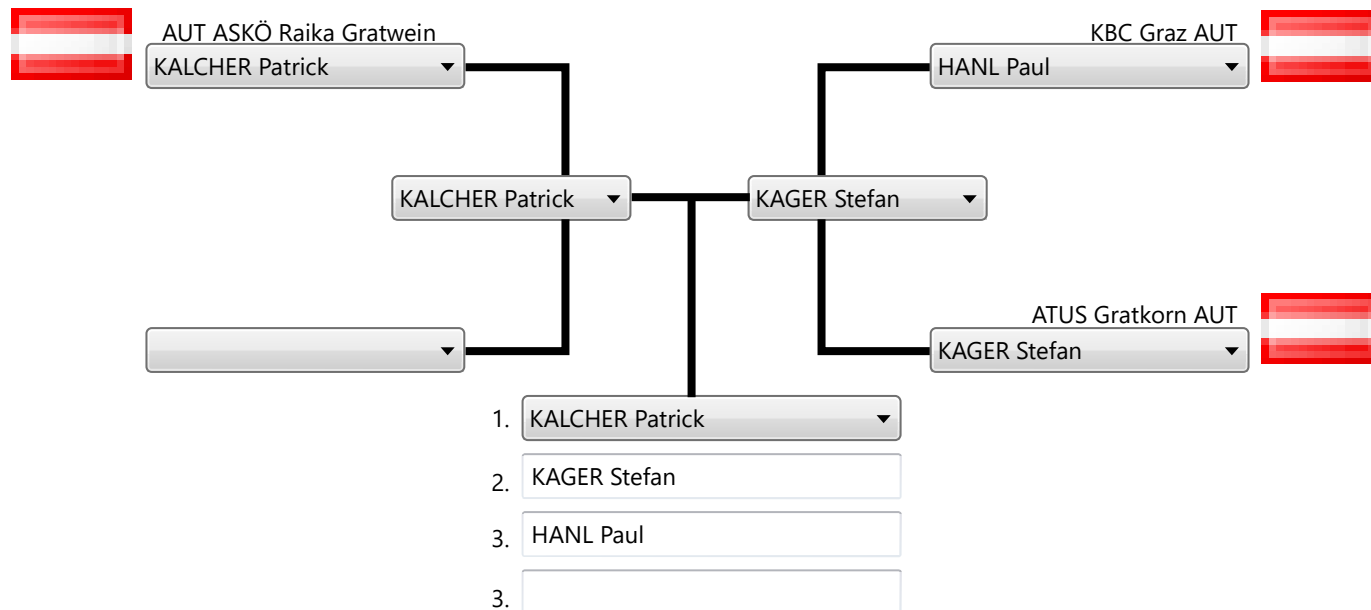 AUT ASKÖ Raika Gratwein
KBC Graz AUT
KALCHER Patrick
HANL Paul
KALCHER Patrick
KAGER Stefan
ATUS Gratkorn AUT
KAGER Stefan
1. KALCHER Patrick
2. KAGER Stefan
3. HANL Paul
3.